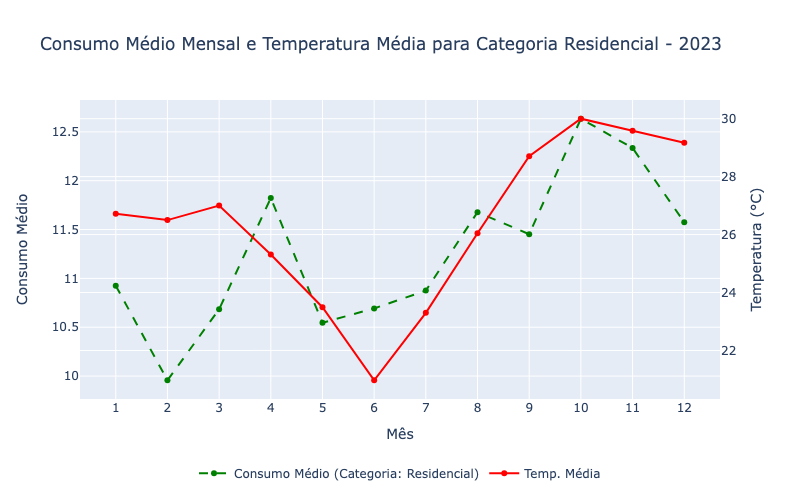 Consumo Médio Mensal e Temperatura Média para Categoria Residencial - 2023
12.5
12
11.5
11
10.5
10
Consumo Médio
30
28
26
24
22
Temperatura (°C)
1 2 3 4 5 6 7 8 9 10 11 12
Mês
Consumo Médio (Categoria: Residencial)
Temp. Média